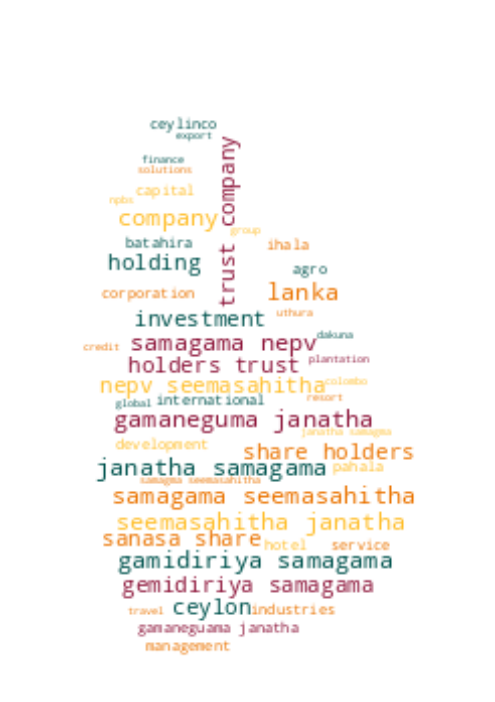 ceylinco
export
trust company
finance
solutions
capital
npbs
company
group
batahira
ihala
holding
agro
corporation
lanka
uthura
investment
dakuna
credit
samagama nepv
plantation
holders trust
nepv seemasahitha
colombo
resort
global
international
gamaneguma janatha
janatha samagma
development
share holders
janatha samagama
pahala
samagma seemasahitha
samagama seemasahitha
seemasahitha janatha
sanasa share
hotel
service
gamidiriya samagama
gemidiriya samagama
travel
ceylon
industries
gamaneguama janatha
management